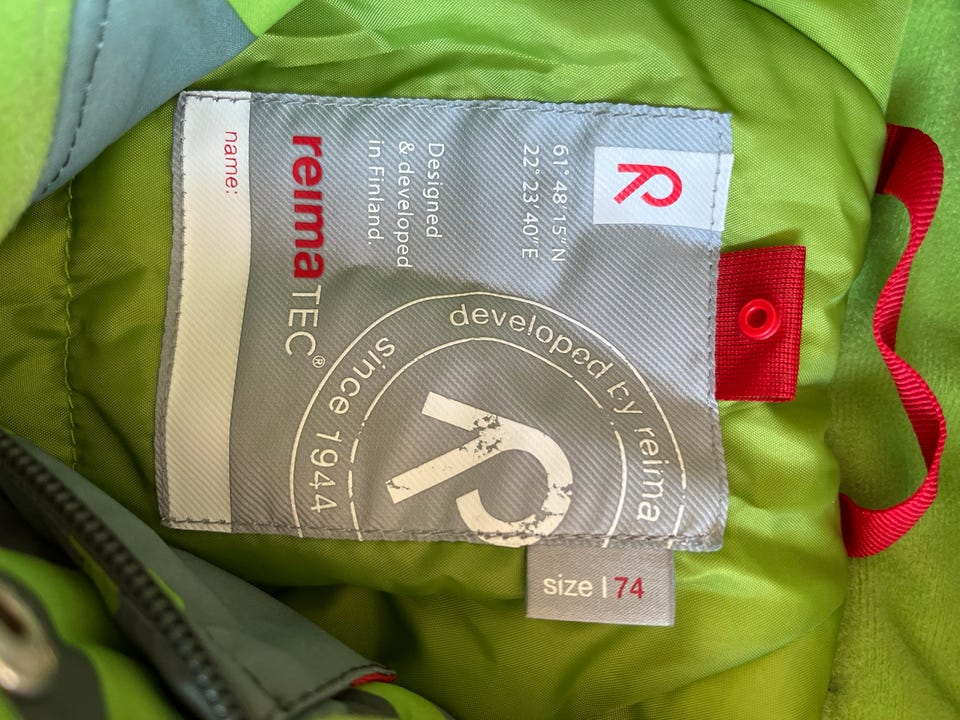 61° 48' 15"N
22° 23' 40"E
Designed
& developed
in Finland.
reimaTEC®
name:
developed by reima
Since 1944
size | 74